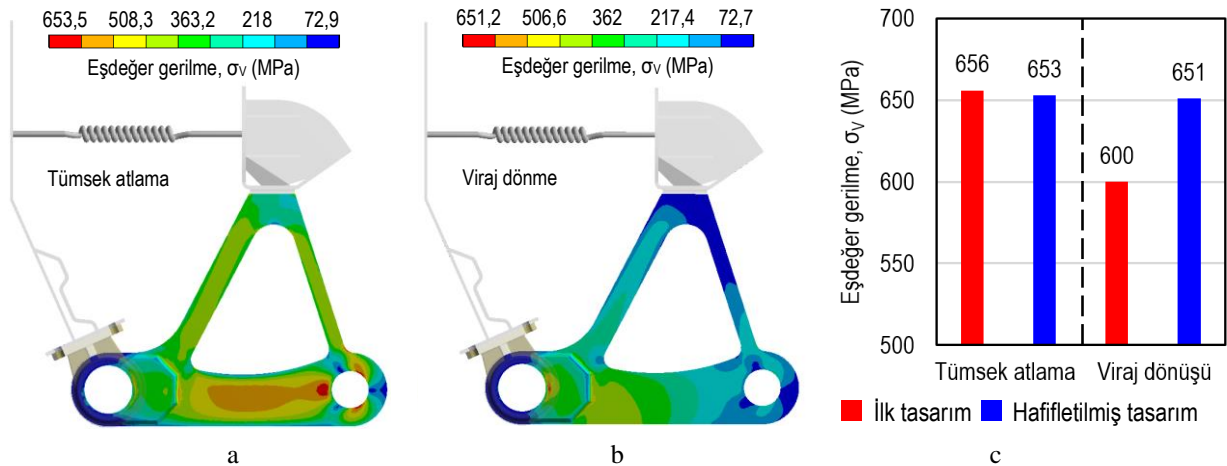 653,5 508,3 363,2 218 72,9
Eşdeğer gerilme, σV (MPa)
Tümsek atlama
a
651,2 506,6 362 217,4 72,7
Eşdeğer gerilme, σV (MPa)
Viraj dönme
b
Eşdeğer gerilme, σV (MPa)
700
650
600
550
500
656
653
600
651
Tümsek atlama Viraj dönüşü
İlk tasarım Hafifletilmiş tasarım
c